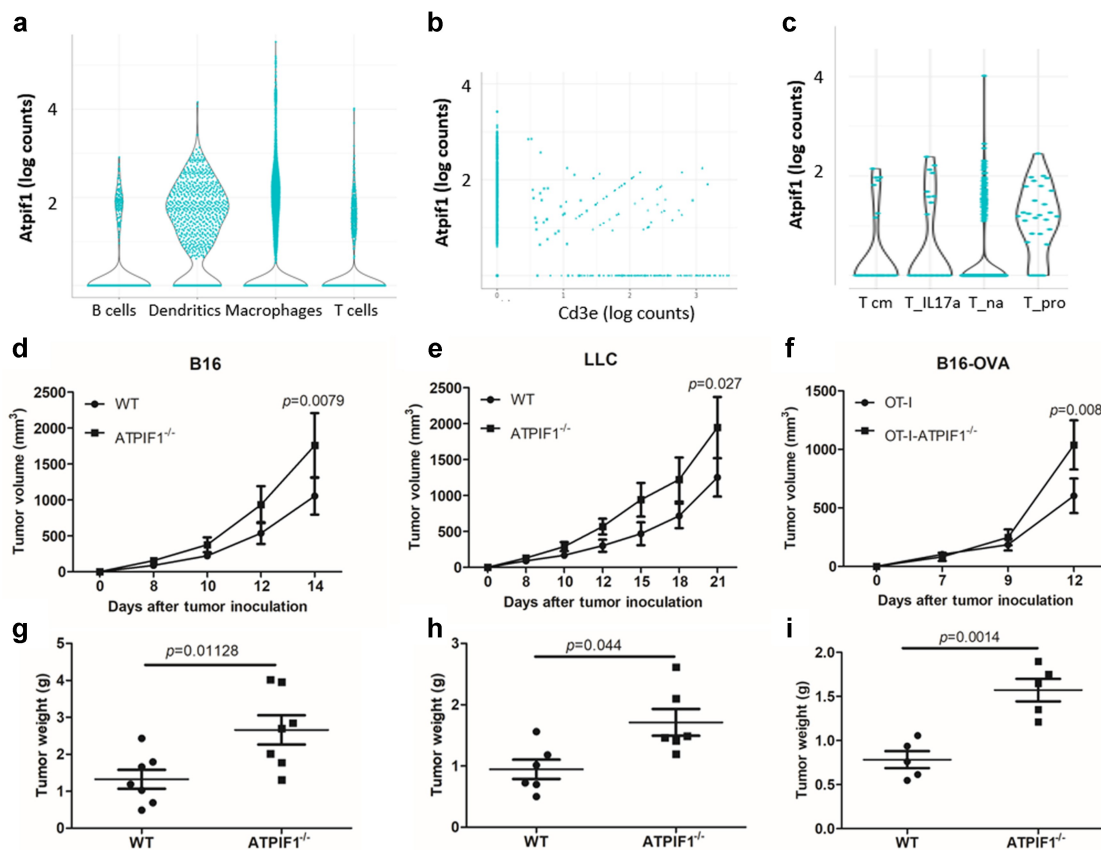 a
Atpif1 (log counts)
4
2
B cells Dendritics Macrophages T cells
b
Atpif1 (log counts)
4
2
0
0 1 2 3
Cd3e (log counts)
c
Atpif1 (log counts)
4
2
0
T cm T_IL17a T_na T_pro
d
B16
Tumor volume (mm³)
2500
2000
1500
1000
500
0
WT
ATPIF1⁻/⁻
p=0.0079
0 8 10 12 14
Days after tumor inoculation
e
LLC
Tumor volume (mm³)
2500
2000
1500
1000
500
0
WT
ATPIF1⁻/⁻
p=0.027
0 8 10 12 15 18 21
Days after tumor inoculation
f
B16-OVA
Tumor volume (mm³)
1500
1000
500
0
OT-I
OT-I-ATPIF1⁻/⁻
p=0.008
0 7 9 12
Days after tumor inoculation
g
Tumor weight (g)
5
4
3
2
1
0
p=0.01128
WT ATPIF1⁻/⁻
h
Tumor weight (g)
3
2
1
0
p=0.044
WT ATPIF1⁻/⁻
i
Tumor weight (g)
2.0
1.5
1.0
0.5
0.0
p=0.0014
WT ATPIF1⁻/⁻